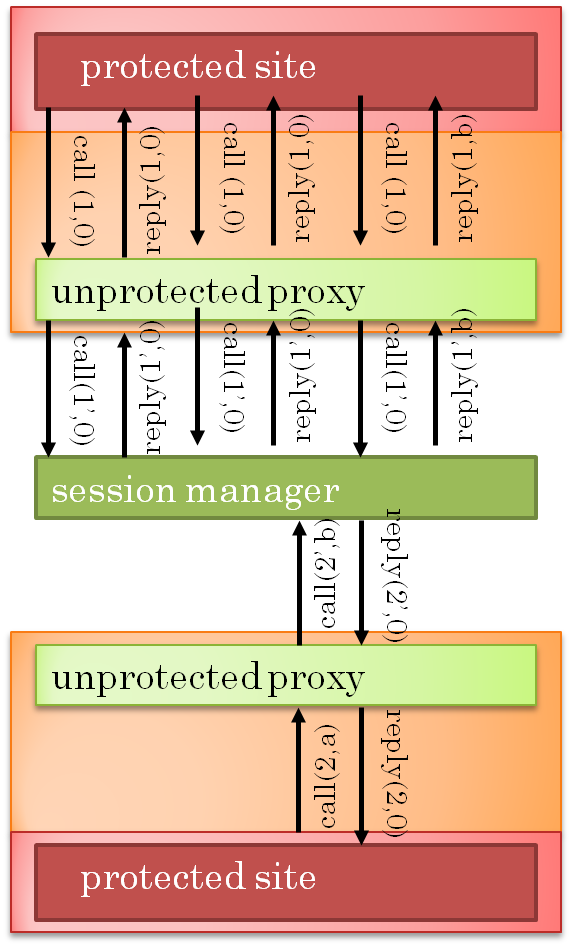 protected site
call (1,0)
reply(1,0)
call (1,0)
reply(1,0)
call (1,0)
reply(1,b)
unprotected proxy
call(1',0)
reply(1',0)
call(1',0)
reply(1',0)
call(1',0)
reply(1',b)
session manager
call(2',b)
reply(2',0)
unprotected proxy
call(2,a)
reply(2,0)
protected site